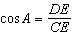 cos A = DE/CE